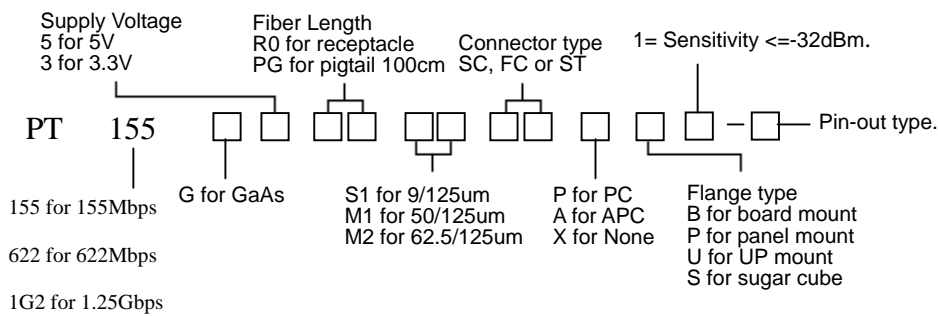 Supply Voltage
5 for 5V
3 for 3.3V
Fiber Length
R0 for receptacle
PG for pigtail 100cm
Connector type
SC, FC or ST
1= Sensitivity <=-32dBm.
PT 155 – Pin-out type.
155 for 155Mbps
622 for 622Mbps
1G2 for 1.25Gbps
G for GaAs
S1 for 9/125um
M1 for 50/125um
M2 for 62.5/125um
P for PC
A for APC
X for None
Flange type
B for board mount
P for panel mount
U for UP mount
S for sugar cube